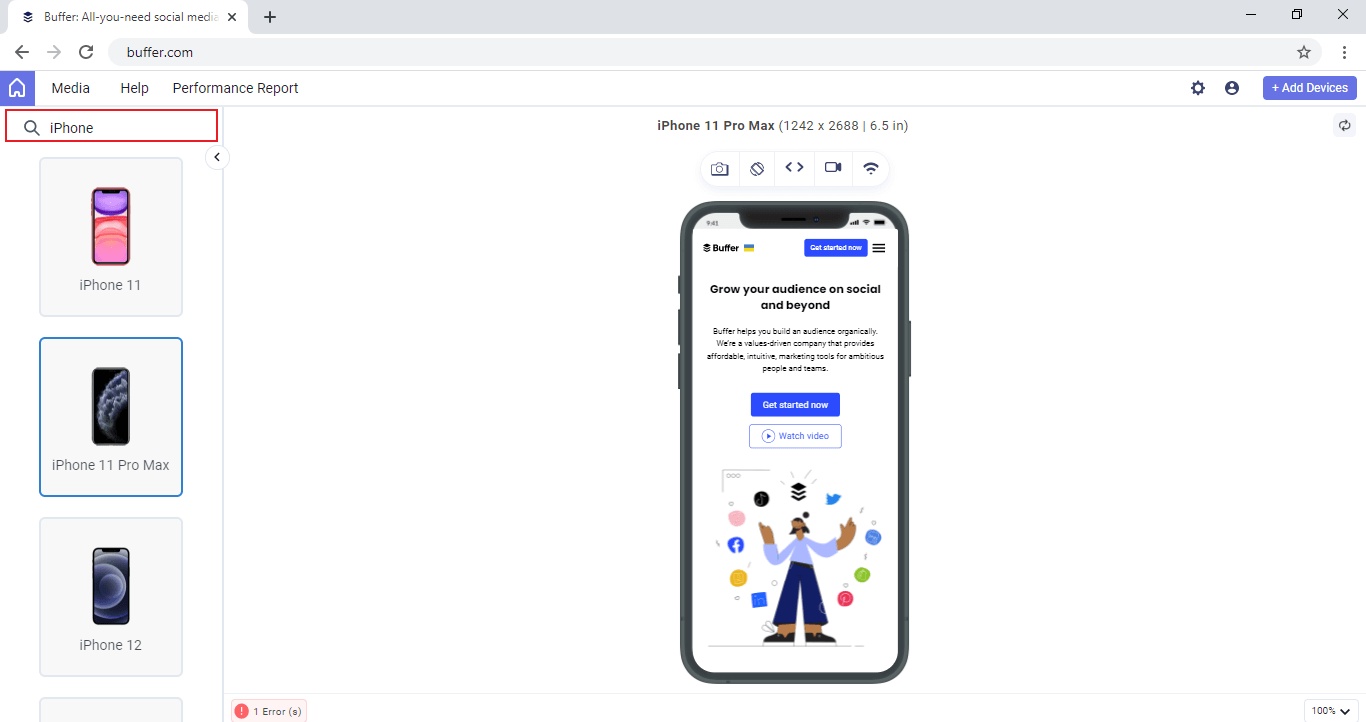 Buffer: All-you-need social media
buffer.com
Media Help Performance Report
+ Add Devices
iPhone
iPhone 11 Pro Max (1242 x 2688 | 6.5 in)
iPhone 11
iPhone 11 Pro Max
iPhone 12
9:41
Buffer
Get started now
Grow your audience on social
and beyond
Buffer helps you build an audience organically.
We're a values-driven company that provides
affordable, intuitive, marketing tools for ambitious
people and teams.
Get started now
Watch video
in
1 Error (s)
100%